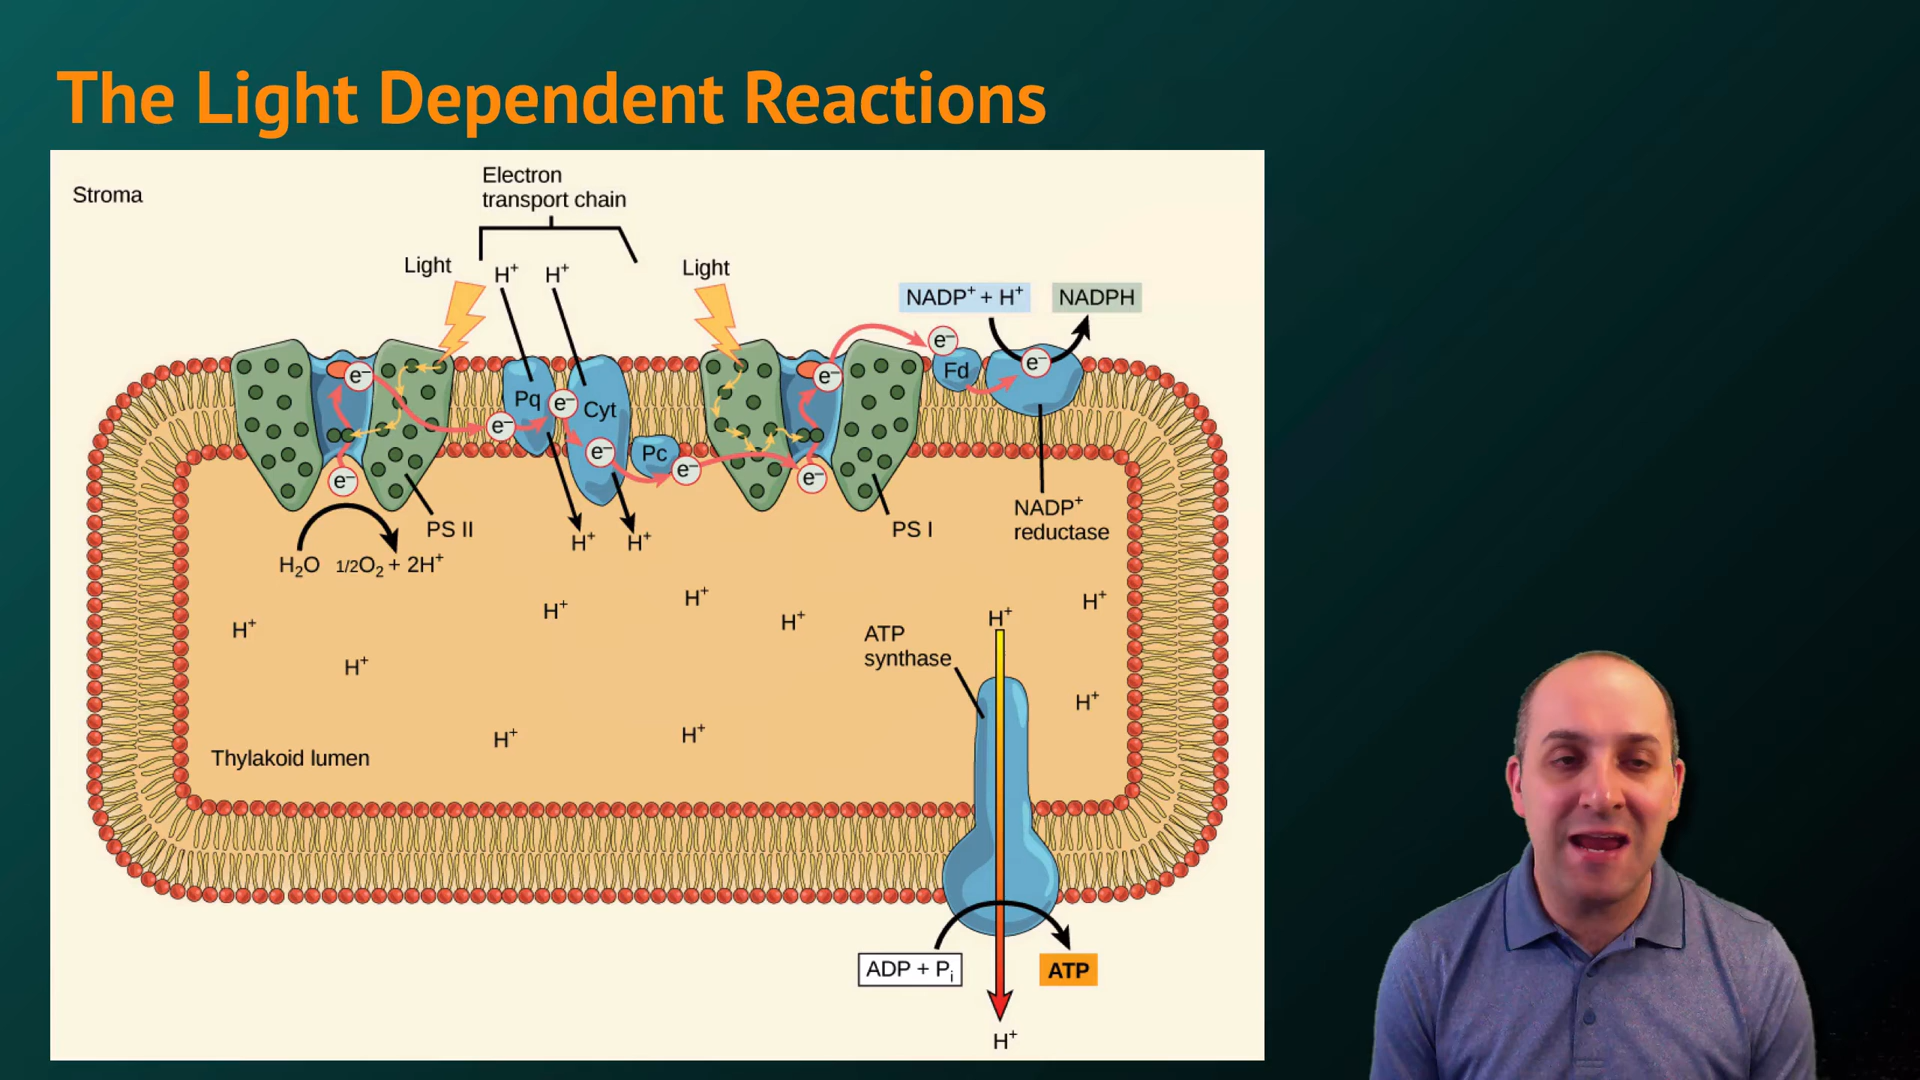 The Light Dependent Reactions
Stroma
Electron
transport chain
Light
H⁺ H⁺
Light
NADP⁺ + H⁺
NADPH
e⁻
e⁻
e⁻
e⁻
Fd
e⁻
Pq
e⁻
Cyt
e⁻
e⁻
Pc
e⁻
e⁻
e⁻
PS II
PS I
NADP⁺
reductase
H⁺ H⁺
H₂O 1/2O₂ + 2H⁺
H⁺
H⁺
H⁺
H⁺
H⁺
H⁺
H⁺
ATP
synthase
H⁺
H⁺
H⁺
Thylakoid lumen
ADP + Pᵢ
ATP
H⁺